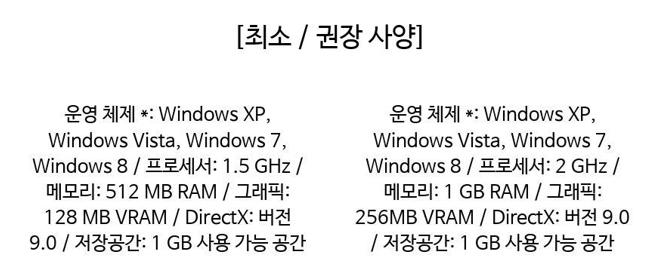 [최소 / 권장 사양]
운영 체제 *: Windows XP,
Windows Vista, Windows 7,
Windows 8 / 프로세서: 1.5 GHz /
메모리: 512 MB RAM / 그래픽:
128 MB VRAM / DirectX: 버전
9.0 / 저장공간: 1 GB 사용 가능 공간
운영 체제 *: Windows XP,
Windows Vista, Windows 7,
Windows 8 / 프로세서: 2 GHz /
메모리: 1 GB RAM / 그래픽:
256MB VRAM / DirectX: 버전 9.0
/ 저장공간: 1 GB 사용 가능 공간